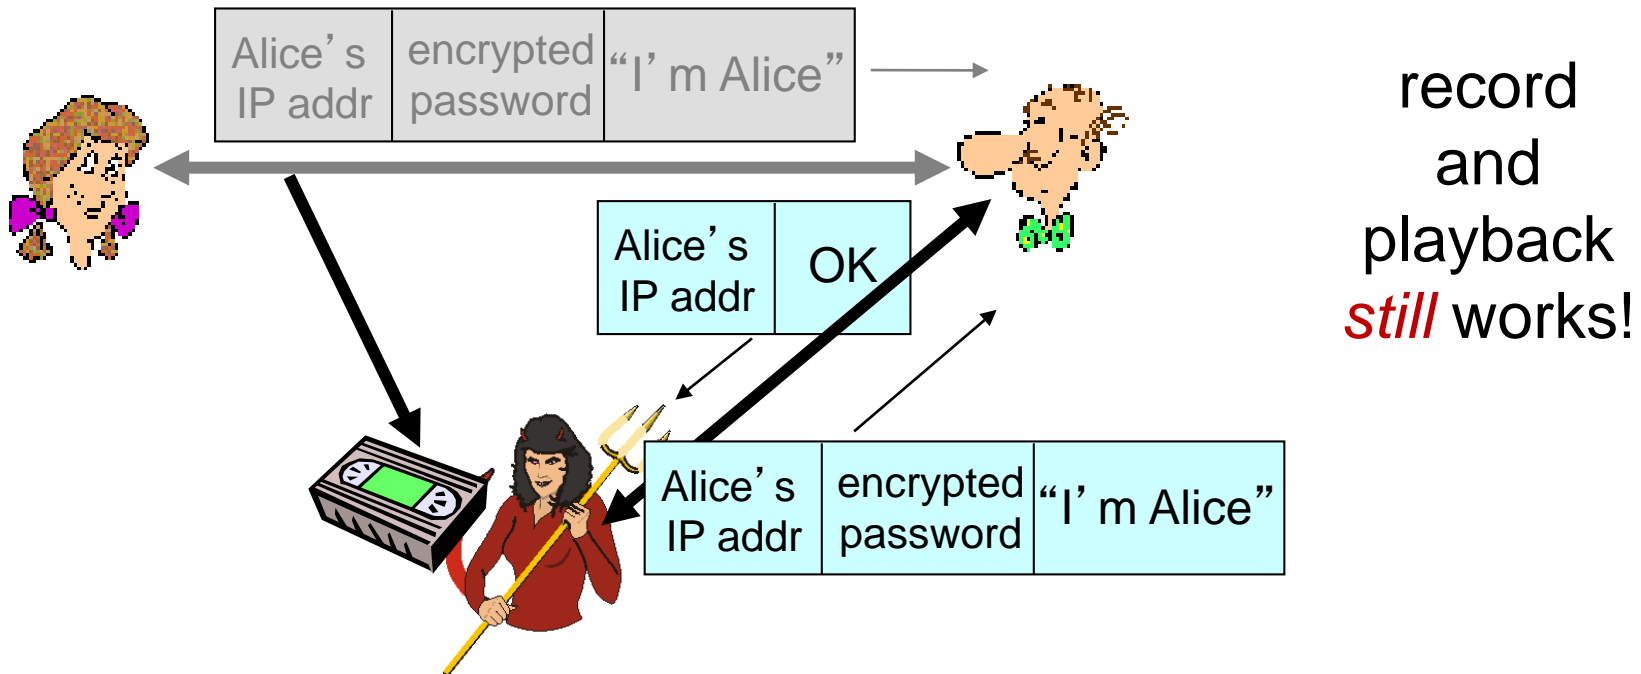 Alice’s
IP addr
encrypted
password
“I’m Alice”
record
and
playback
still works!
Alice’s
IP addr
OK
Alice’s
IP addr
encrypted
password
“I’m Alice”